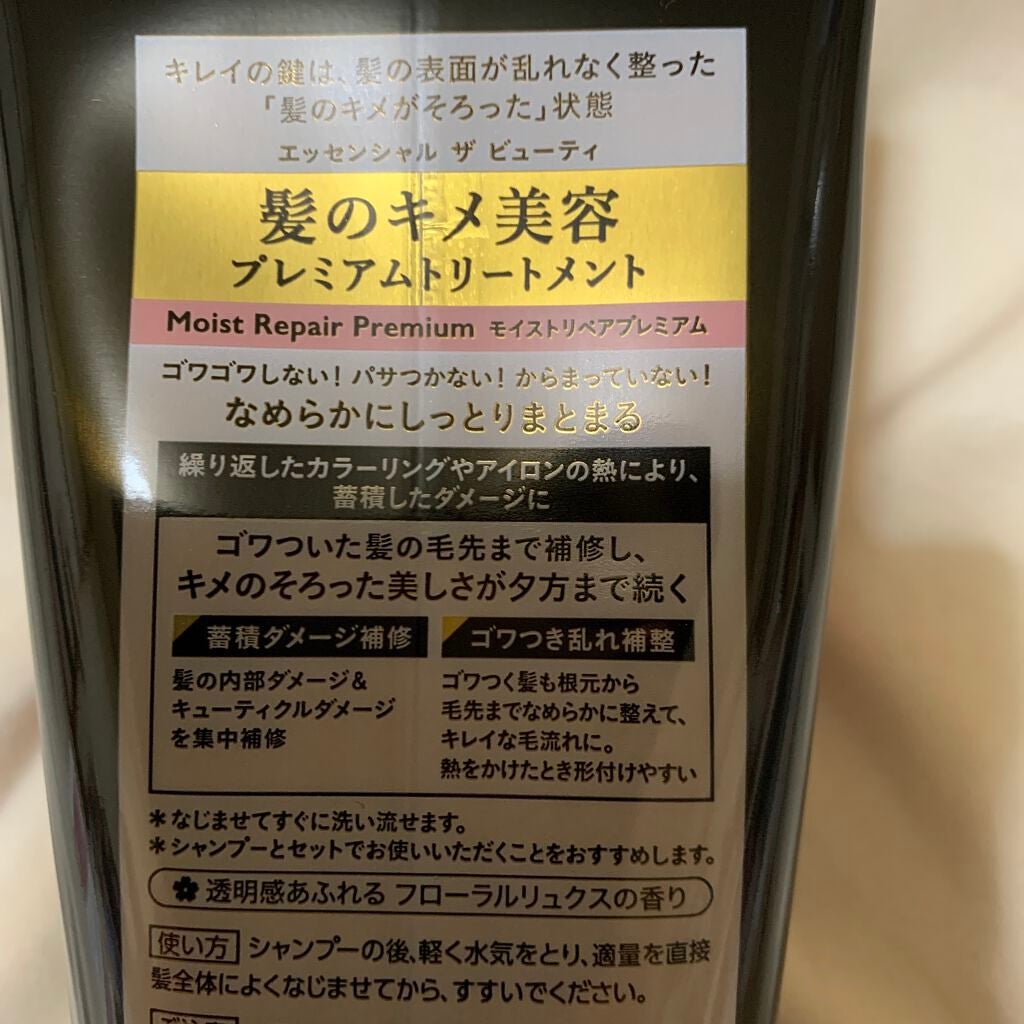 キレイの鍵は、髪の表面が乱れなく整った
「髪のキメがそろった」状態
エッセンシャル ザ ビューティ
髪のキメ美容
プレミアムトリートメント
Moist Repair Premium モイストリペアプレミアム
ゴワゴワしない! パサつかない! からまっていない!
なめらかにしっとりまとまる
繰り返したカラーリングやアイロンの熱により、
蓄積したダメージに
ゴワついた髪の毛先まで補修し、
キメのそろった美しさが夕方まで続く
蓄積ダメージ補修
髪の内部ダメージ&
キューティクルダメージ
を集中補修
ゴワつき乱れ補整
ゴワつく髪も根元から
毛先までなめらかに整えて、
キレイな毛流れに。
熱をかけたとき形付けやすい
*なじませてすぐに洗い流せます。
*シャンプーとセットでお使いいただくことをおすすめします。
透明感あふれる フローラルリュクスの香り
使い方 シャンプーの後、軽く水気をとり、適量を直接
髪全体によくなじませてから、すすいでください。